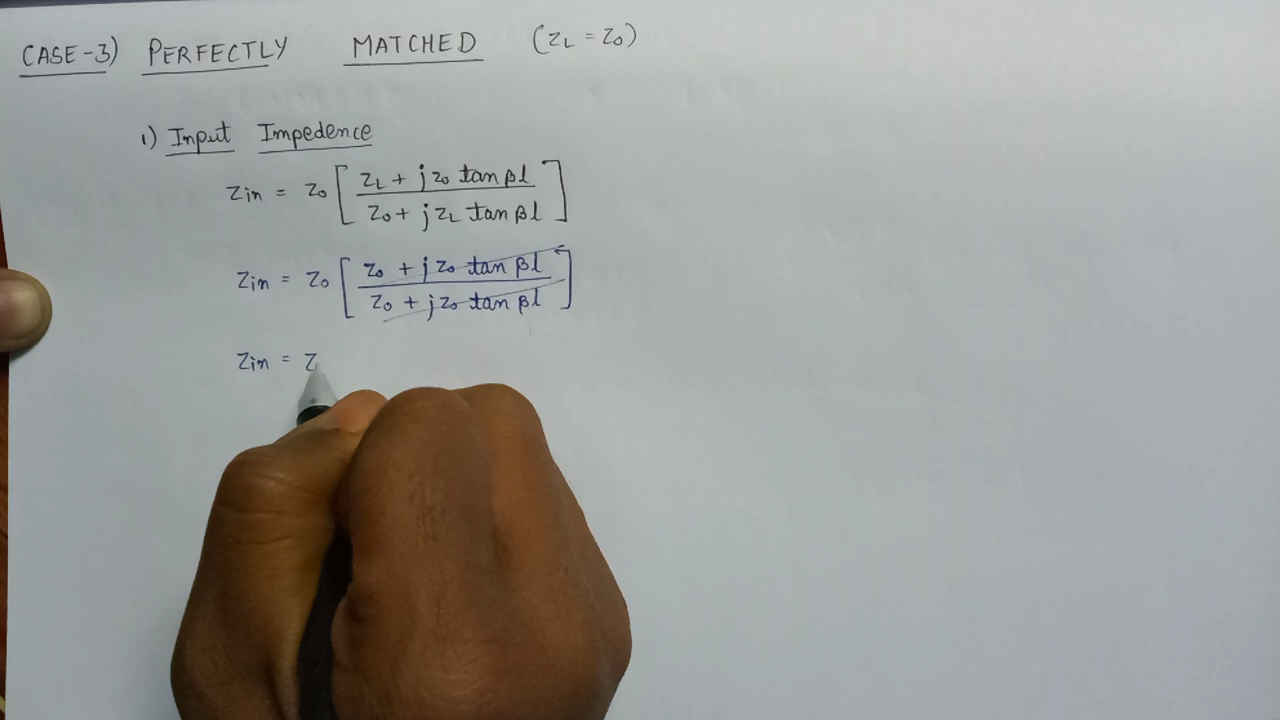 CASE-3) PERFECTLY MATCHED (ZL = Z0)
1) Input Impedence
Zin = Z0 [ ZL + j Z0 tan βl / Z0 + j ZL tan βl ]
Zin = Z0 [ Z0 + j Z0 tan βl / Z0 + j Z0 tan βl ]
Zin = Z